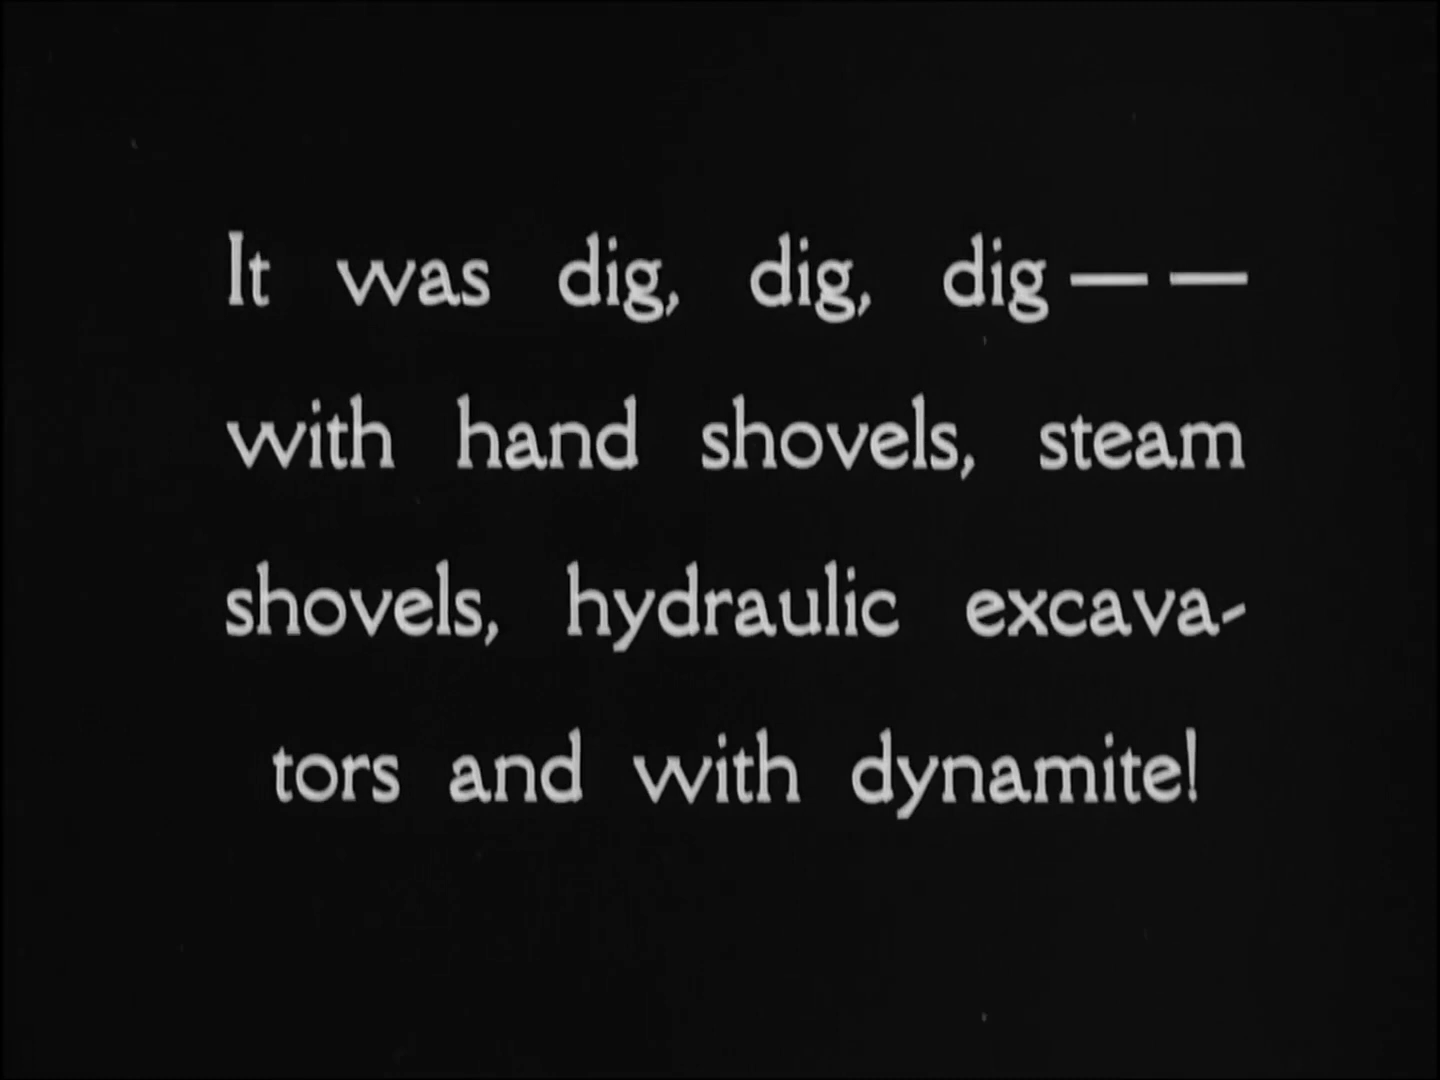 It was dig, dig, dig — —
with hand shovels, steam
shovels, hydraulic excava-
tors and with dynamite!